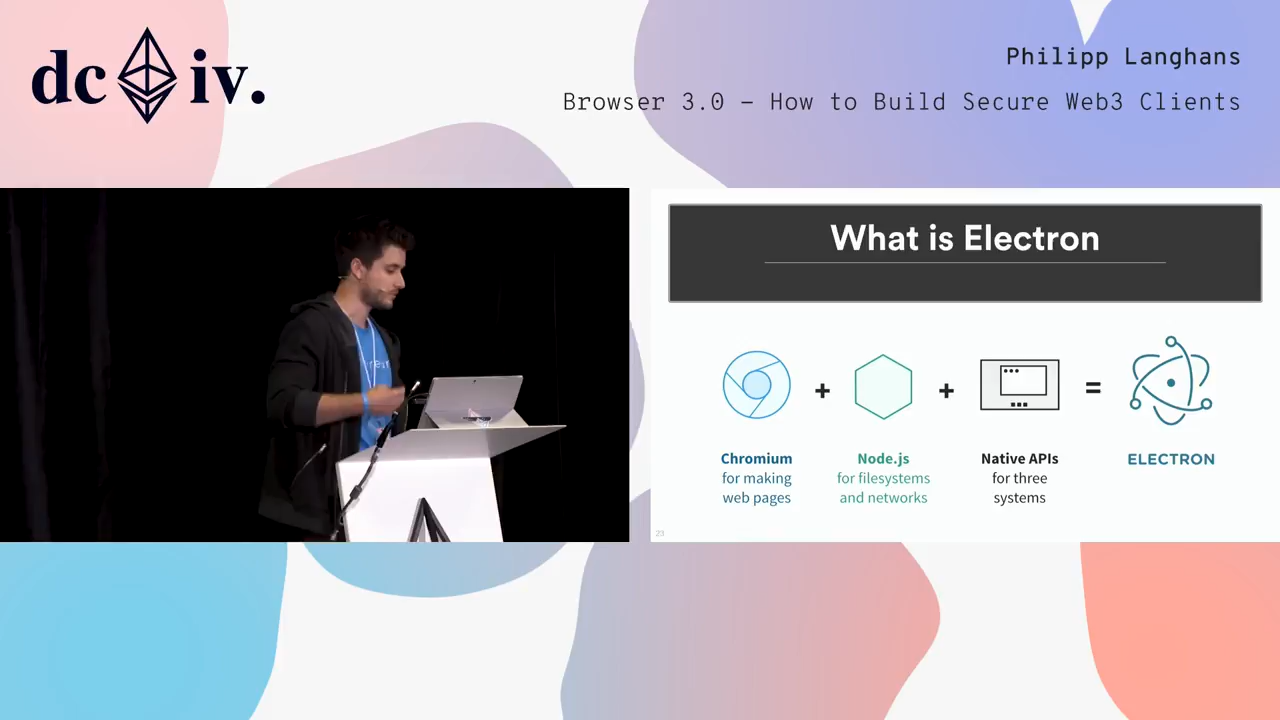 dc iv.
Philipp Langhans
Browser 3.0 – How to Build Secure Web3 Clients
What is Electron
+ + =
Chromium
for making
web pages
Node.js
for filesystems
and networks
Native APIs
for three
systems
ELECTRON
23